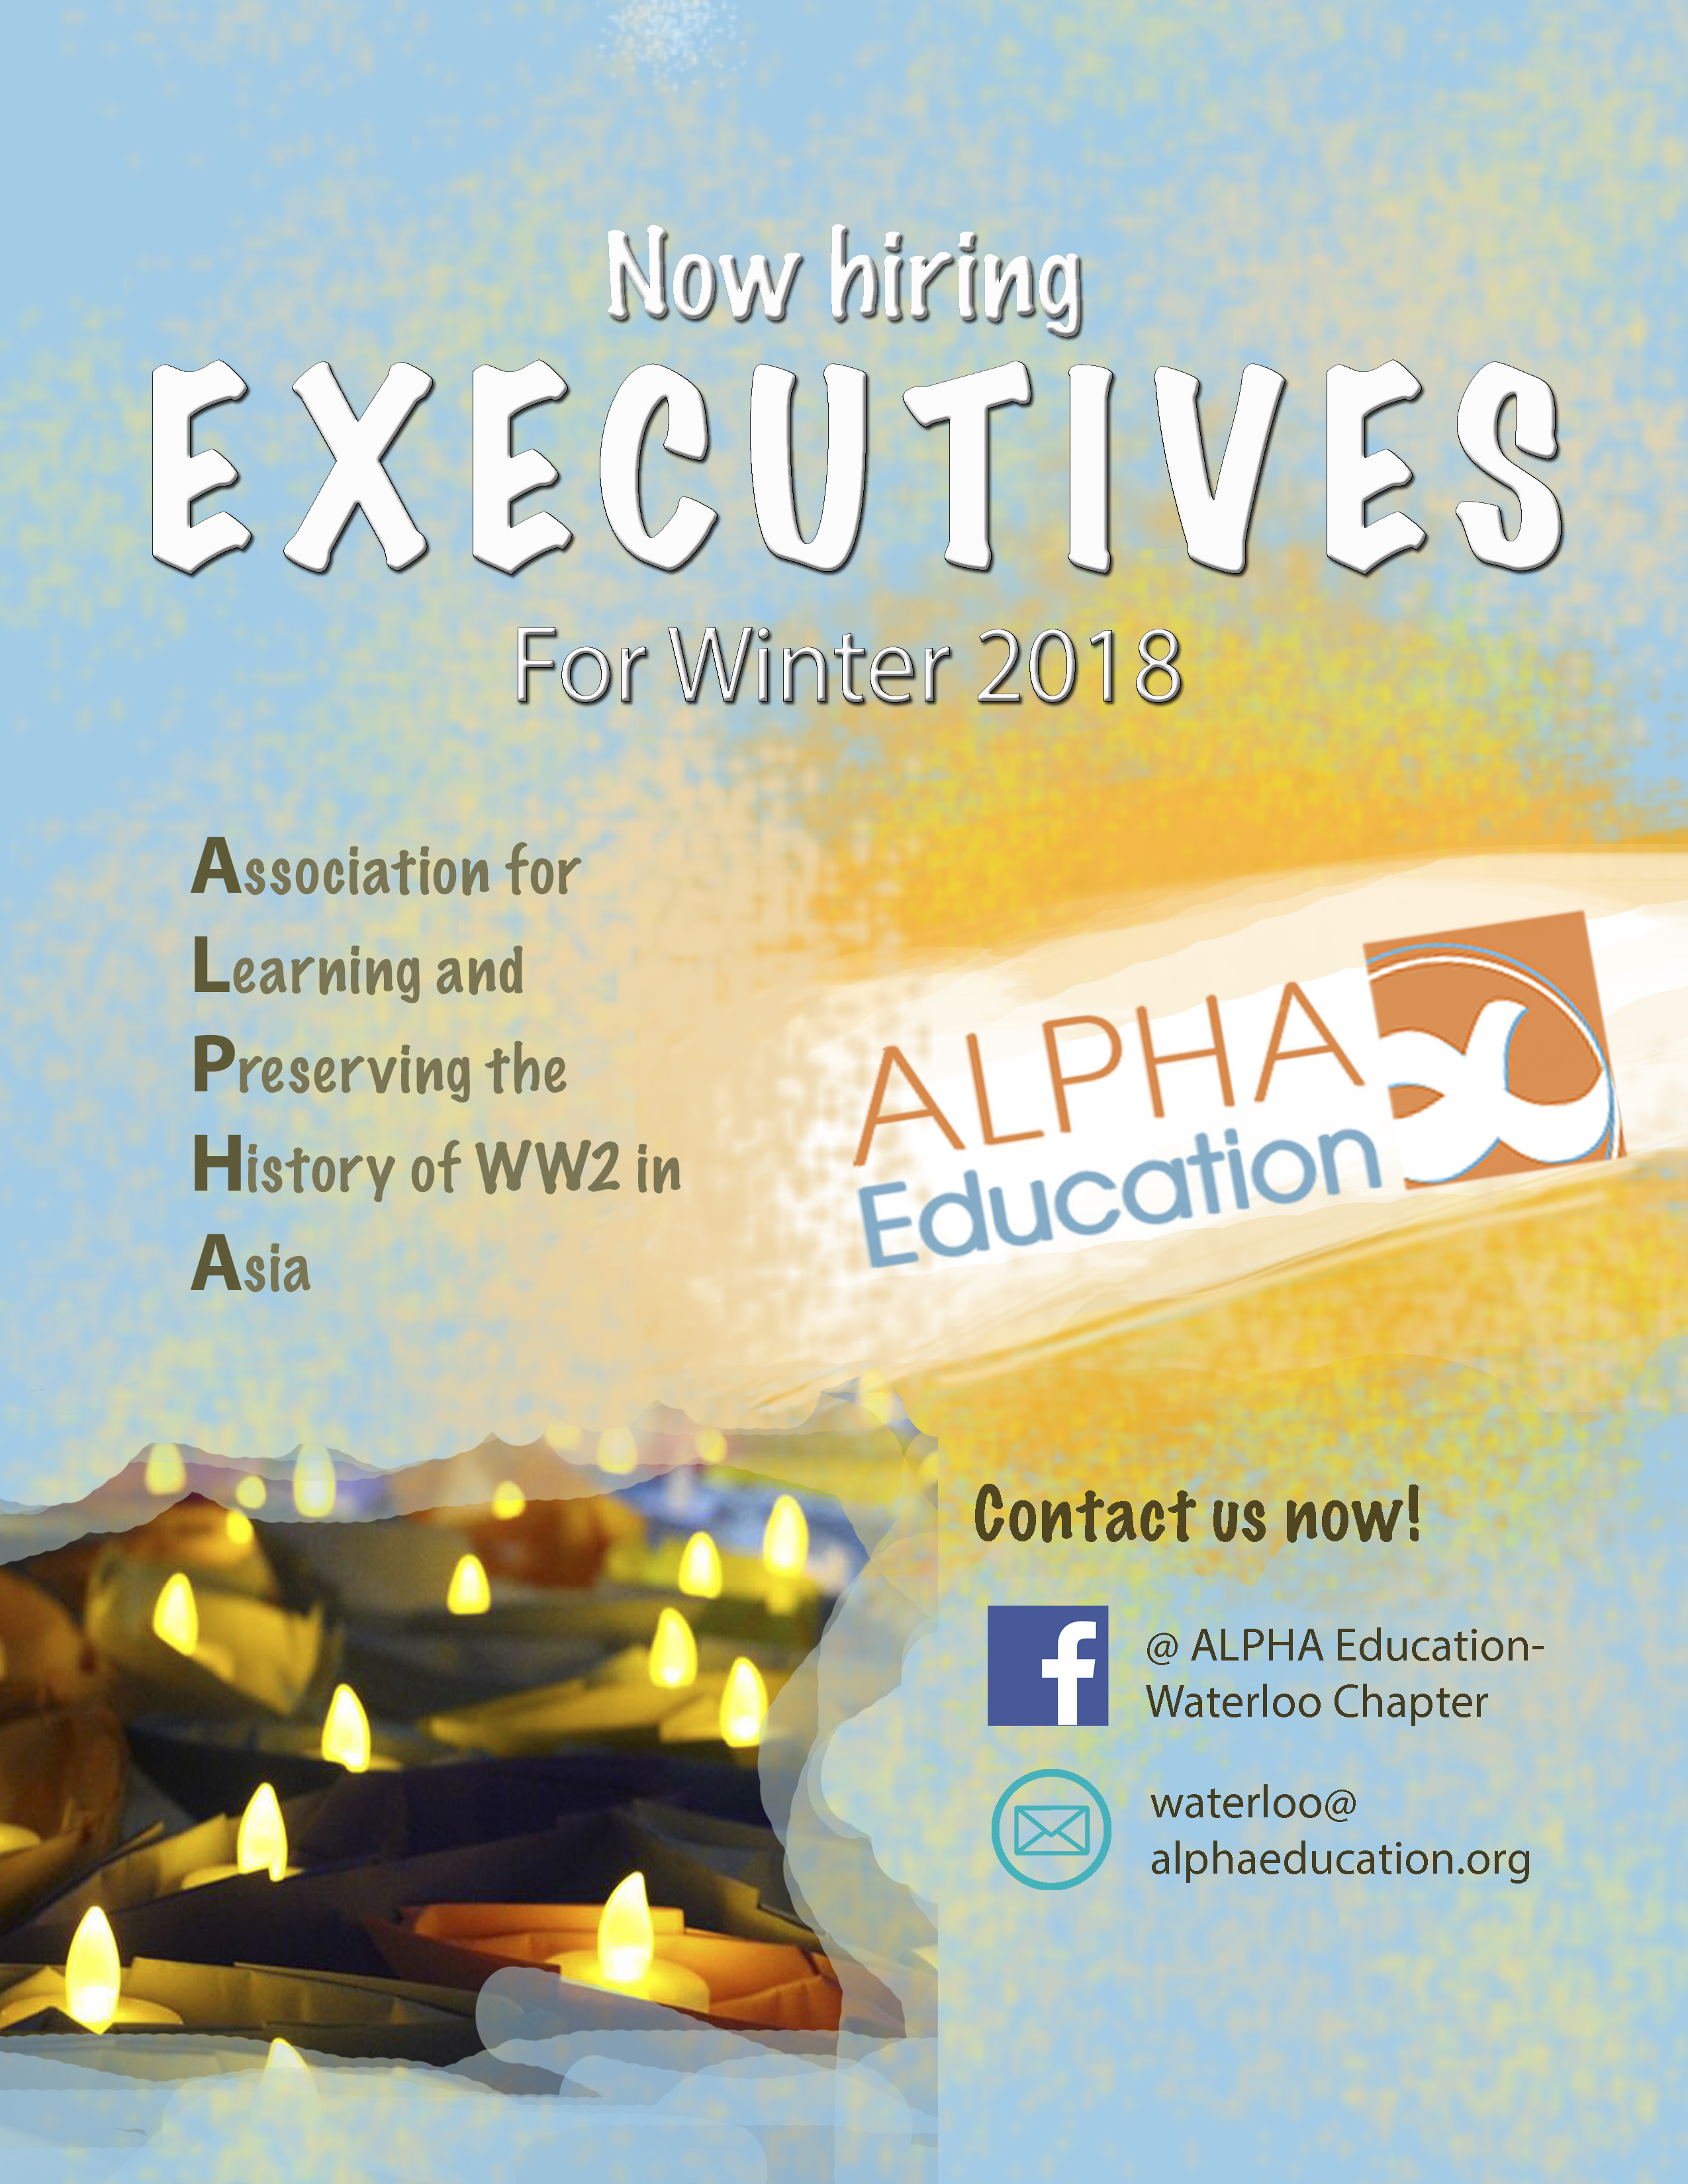 Now hiring
EXECUTIVES
For Winter 2018
Association for
Learning and
Preserving the
History of WW2 in
Asia
ALPHA
Education
Contact us now!
@ ALPHA Education-
Waterloo Chapter
waterloo@
alphaeducation.org